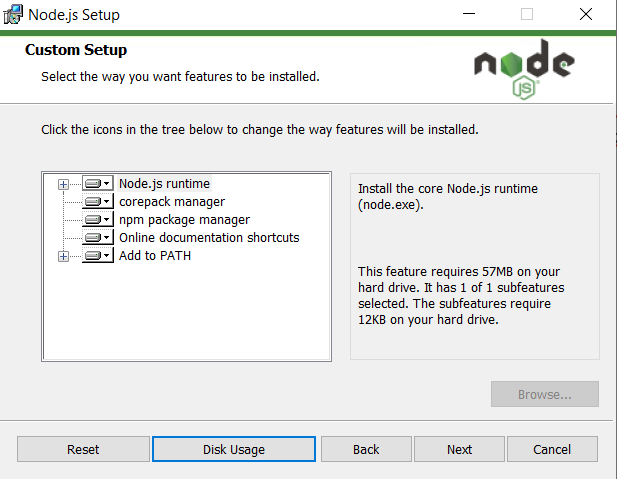 Node.js Setup
Custom Setup
Select the way you want features to be installed.
node
JS
Click the icons in the tree below to change the way features will be installed.
Node.js runtime
corepack manager
npm package manager
Online documentation shortcuts
Add to PATH
Install the core Node.js runtime
(node.exe).
This feature requires 57MB on your
hard drive. It has 1 of 1 subfeatures
selected. The subfeatures require
12KB on your hard drive.
Browse...
Reset
Disk Usage
Back
Next
Cancel